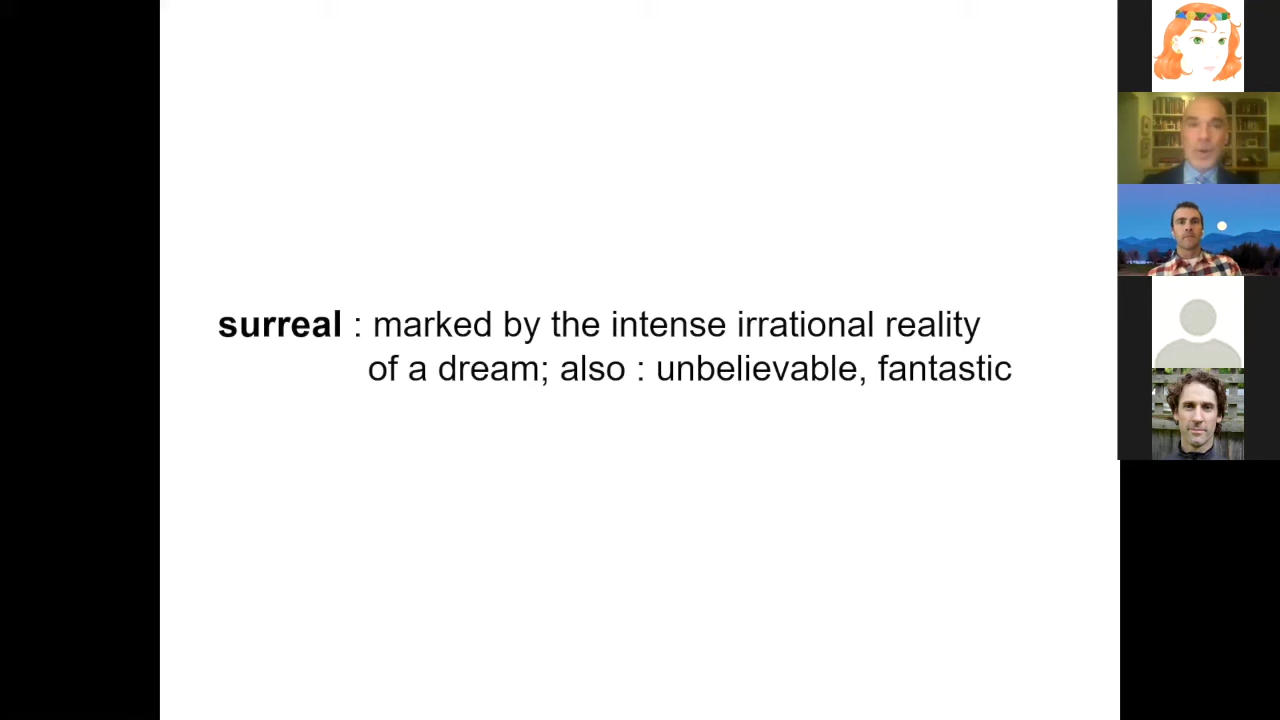 surreal : marked by the intense irrational reality
of a dream; also : unbelievable, fantastic